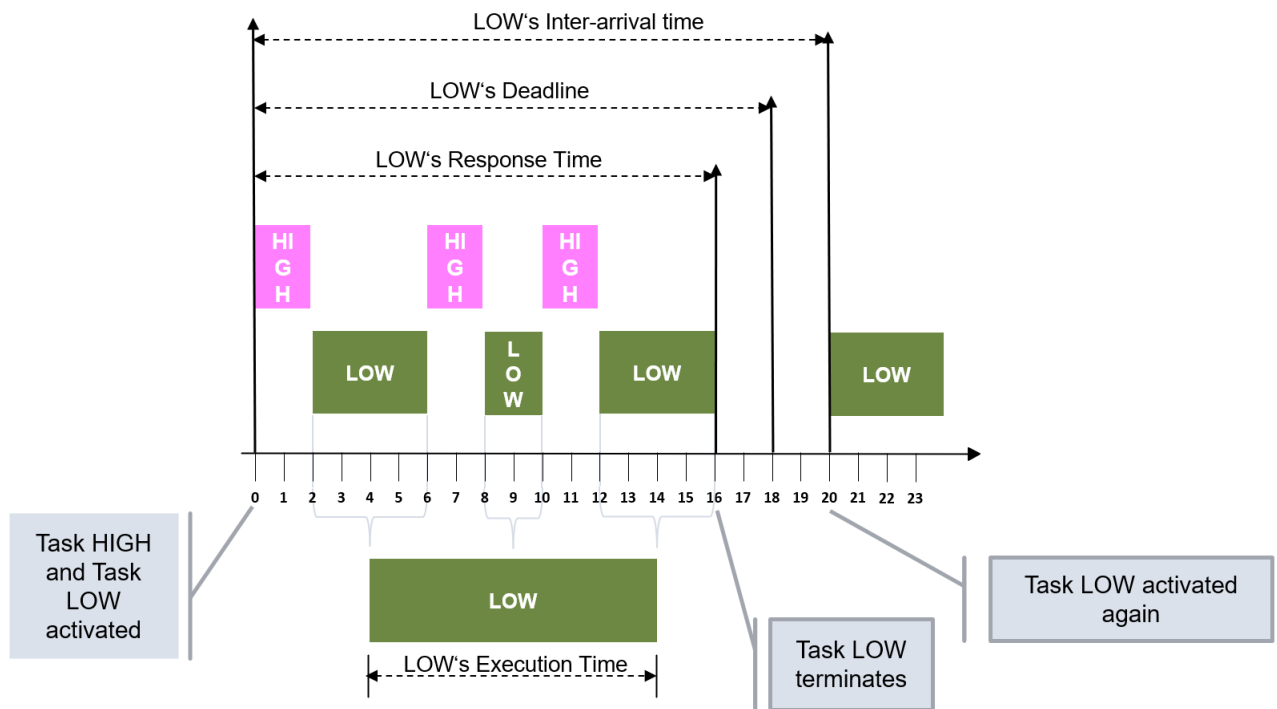 LOW‘s Inter-arrival time
LOW‘s Deadline
LOW‘s Response Time
HI
G
H
HI
G
H
HI
G
H
LOW
L
O
W
LOW
LOW
0 1 2 3 4 5 6 7 8 9 10 11 12 13 14 15 16 17 18 19 20 21 22 23
Task HIGH
and Task
LOW
activated
LOW
LOW‘s Execution Time
Task LOW
terminates
Task LOW activated
again